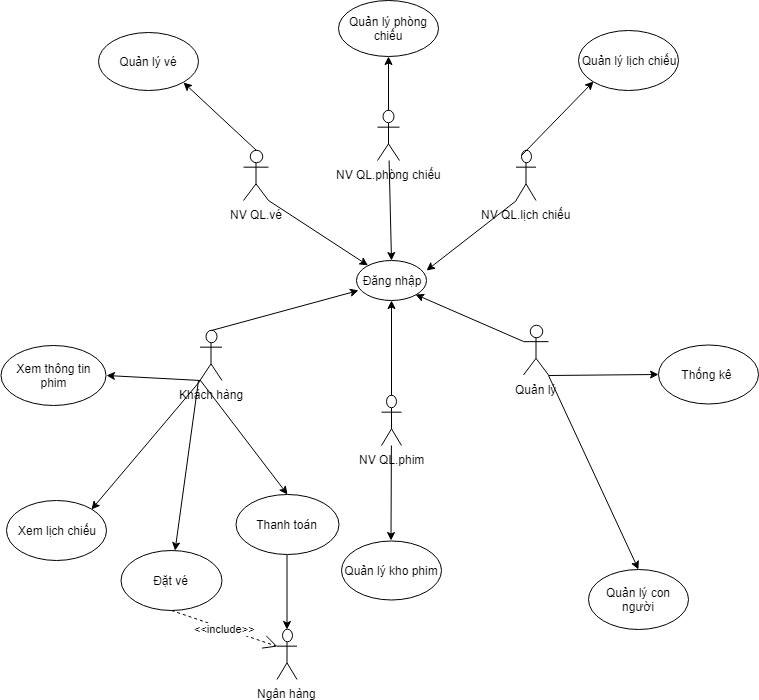 Quản lý phòng
chiếu
Quản lý vé
Quản lý lịch chiếu
NV QL.phòng chiếu
NV QL.vé
NV QL.lịch chiếu
Đăng nhập
Xem thông tin
phim
Khách hàng
Quản lý
Thống kê
NV QL.phim
Xem lịch chiếu
Thanh toán
Đặt vé
Quản lý kho phim
Quản lý con
người
<<include>>
Ngân hàng